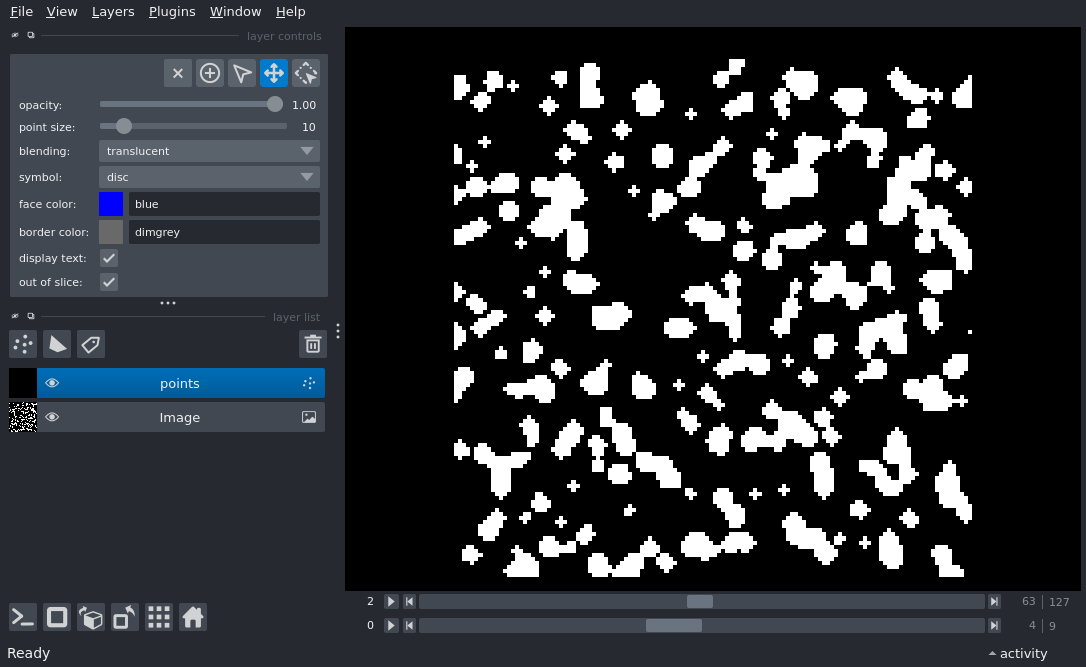 File View Layers Plugins Window Help
layer controls
opacity: 1.00
point size: 10
blending: translucent
symbol: disc
face color: blue
border color: dimgrey
display text:
out of slice:
layer list
points
Image
2 63 127
0 4 9
Ready activity